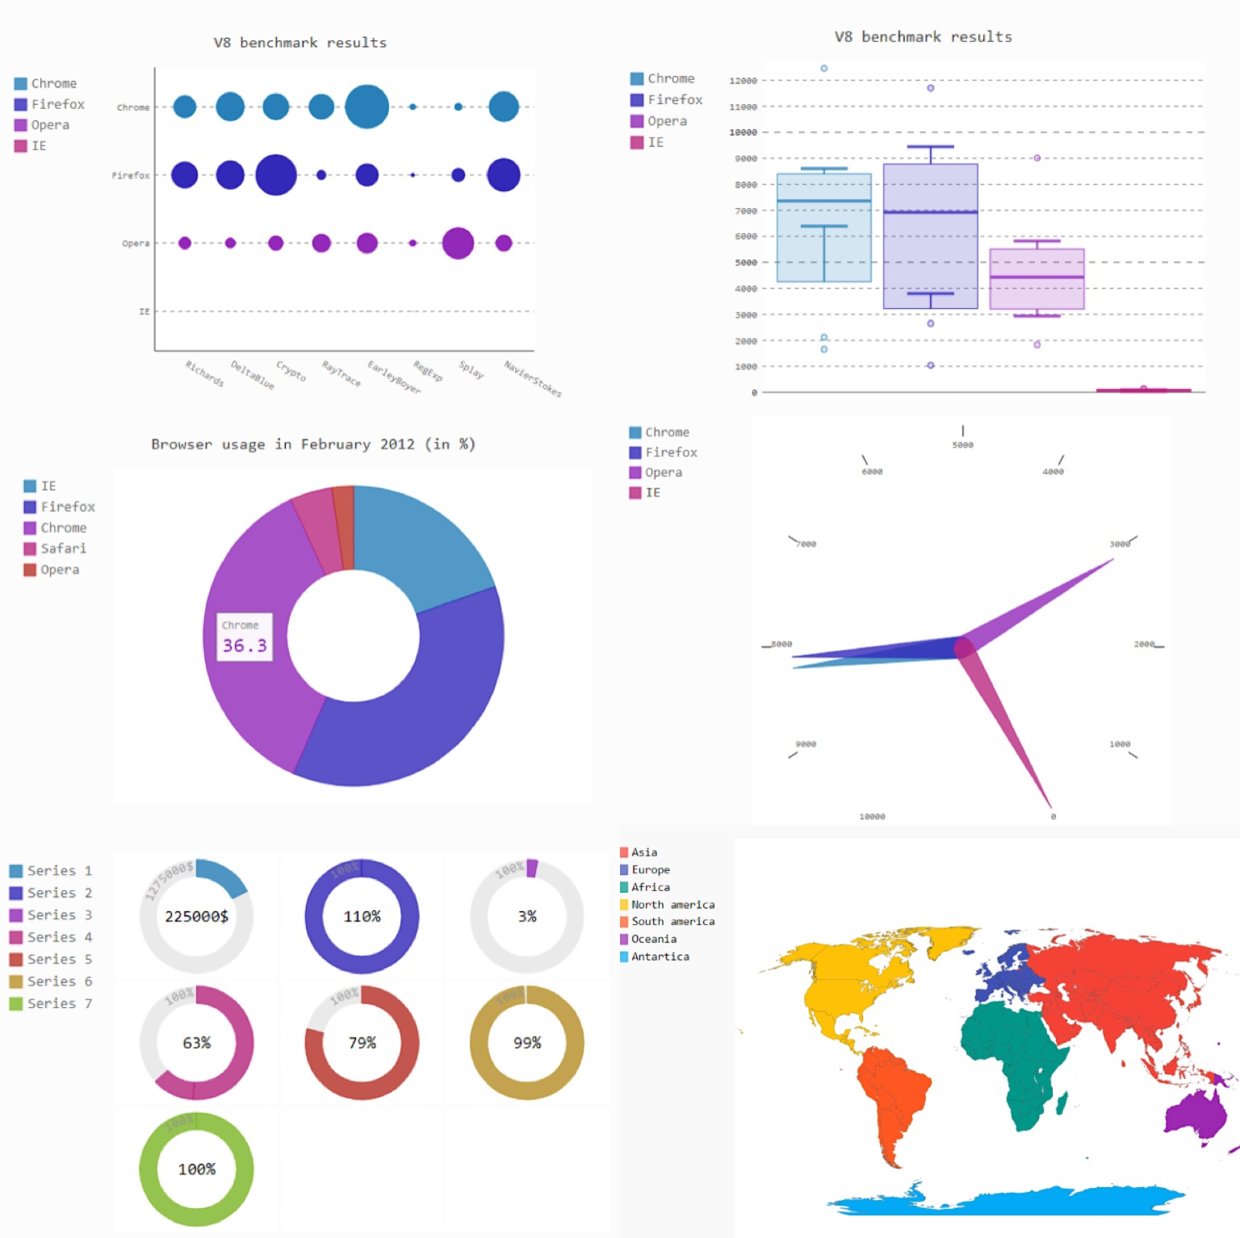 V8 benchmark results
Chrome
Firefox
Opera
IE
Chrome
Firefox
Opera
IE
Richards
DeltaBlue
Crypto
RayTrace
EarleyBoyer
RegExp
Splay
NavierStokes
V8 benchmark results
Chrome
Firefox
Opera
IE
12000
11000
10000
9000
8000
7000
6000
5000
4000
3000
2000
1000
0
Browser usage in February 2012 (in %)
IE
Firefox
Chrome
Safari
Opera
Chrome
36.3
Chrome
Firefox
Opera
IE
5000
6000
4000
7000
3000
8000
2000
9000
1000
10000
0
Series 1
Series 2
Series 3
Series 4
Series 5
Series 6
Series 7
1275000$
225000$
100%
110%
100%
3%
100%
63%
100%
79%
100%
99%
100%
100%
Asia
Europe
Africa
North america
South america
Oceania
Antartica